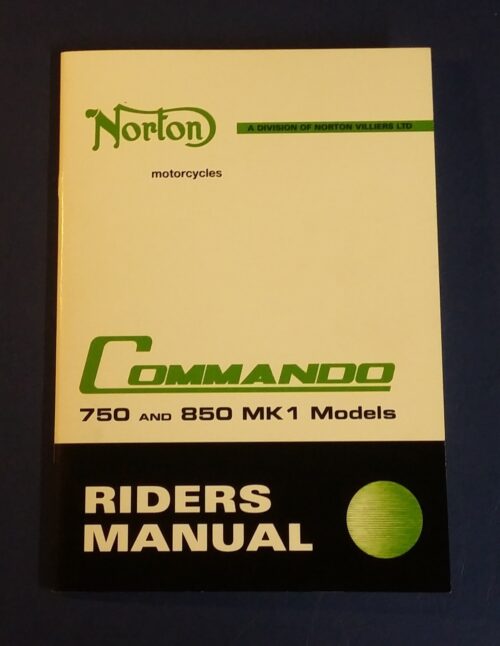 Norton
A DIVISION OF NORTON VILLIERS LTD
motorcycles
COMMANDO
750 AND 850 MK1 Models
RIDERS
MANUAL